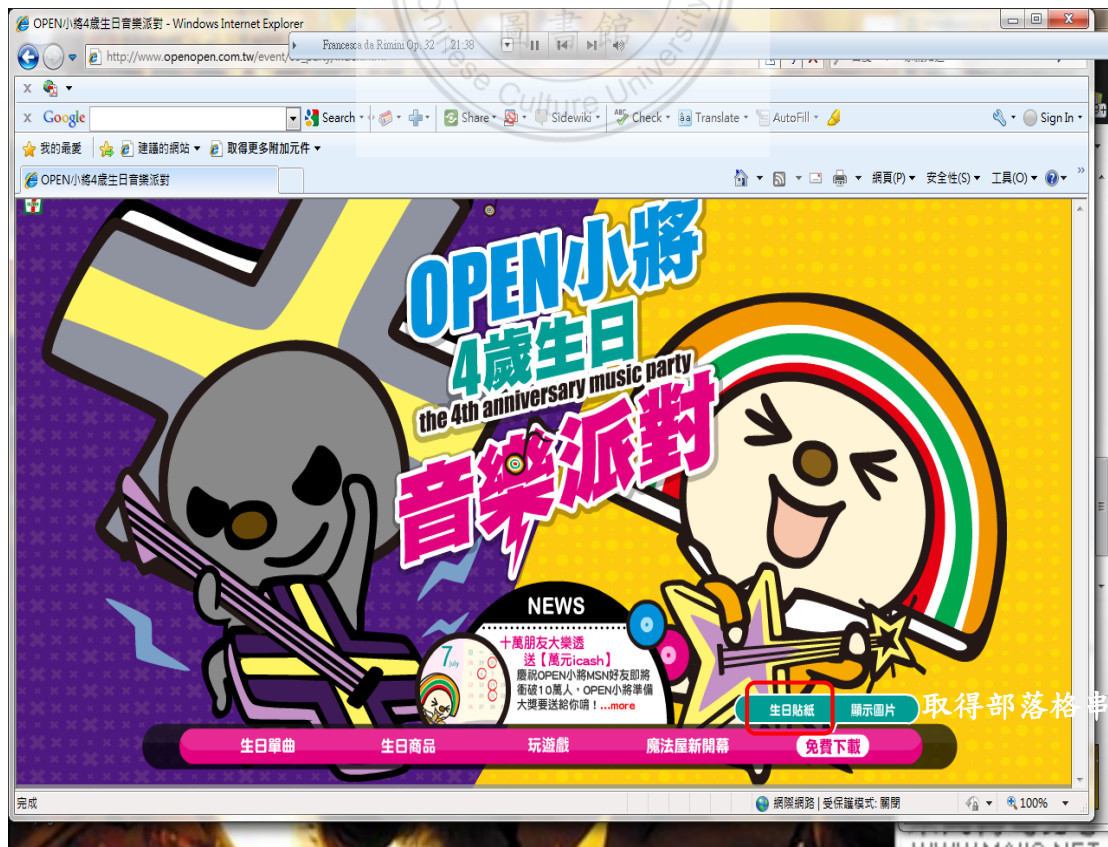 圖書館
Chinese Culture University
OPEN小將4歲生日音樂派對 - Windows Internet Explorer
Francesca da Rimini Op. 32 21:38
http://www.openopen.com.tw/event/
X
X Google Search Share Sidewiki Check Translate AutoFill Sign In
我的最愛 建議的網站 取得更多附加元件
OPEN小將4歲生日音樂派對 網頁(P) 安全性(S) 工具(O)
OPEN小將
4歲生日
the 4th anniversary music party
音樂派對
NEWS
7 July
十萬朋友大樂透
送【萬元icash】
慶祝OPEN小將MSN好友即將
衝破10萬人，OPEN小將準備
大獎要送給你唷！...more
生日貼紙 顯示圖片 取得部落格串
生日單曲 生日商品 玩遊戲 魔法屋新開幕 免費下載
完成 網際網路 | 受保護模式: 關閉 100%